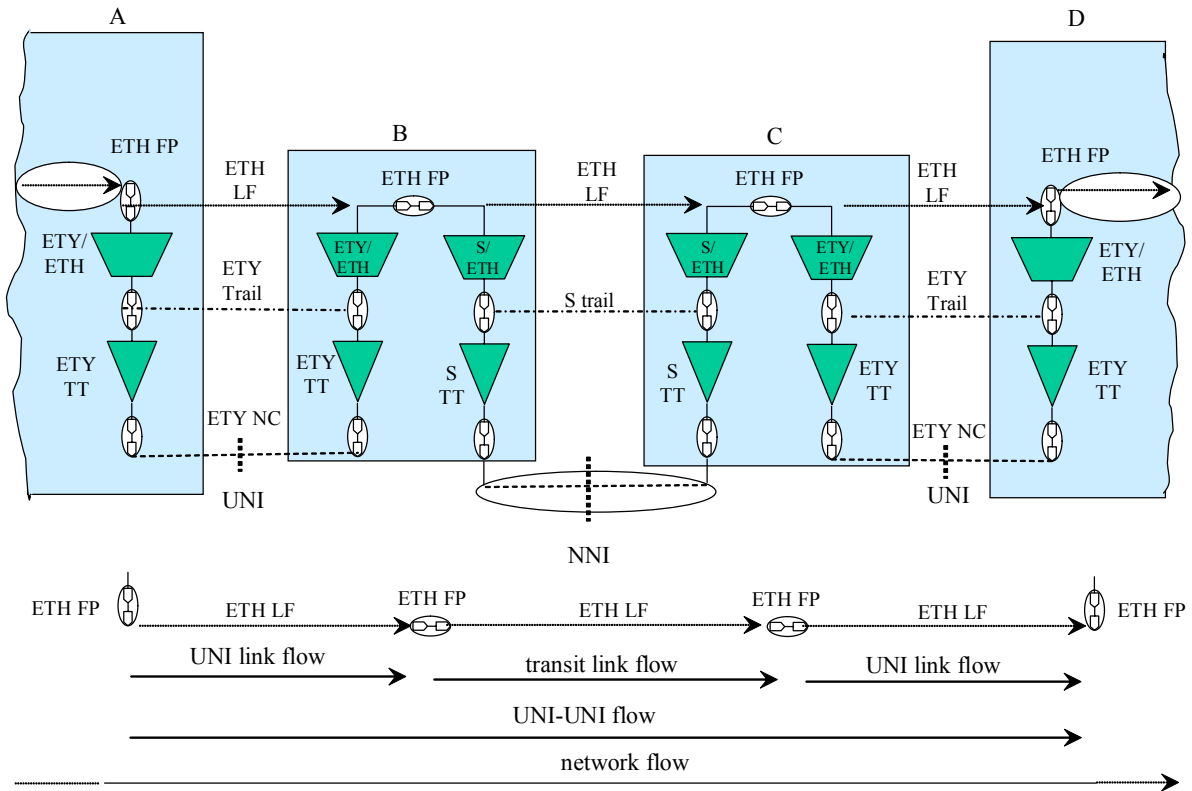 A
D
B
C
ETH FP
ETH
LF
ETH FP
ETH
LF
ETH FP
ETH
LF
ETH FP
ETY/
ETH
ETY/
ETH
S/
ETH
S/
ETH
ETY/
ETH
ETY/
ETH
ETY
Trail
S trail
ETY
Trail
ETY
TT
ETY
TT
S
TT
S
TT
ETY
TT
ETY
TT
ETY NC
ETY NC
UNI
UNI
NNI
ETH FP
ETH LF
ETH FP
ETH LF
ETH FP
ETH LF
ETH FP
UNI link flow
transit link flow
UNI link flow
UNI-UNI flow
network flow